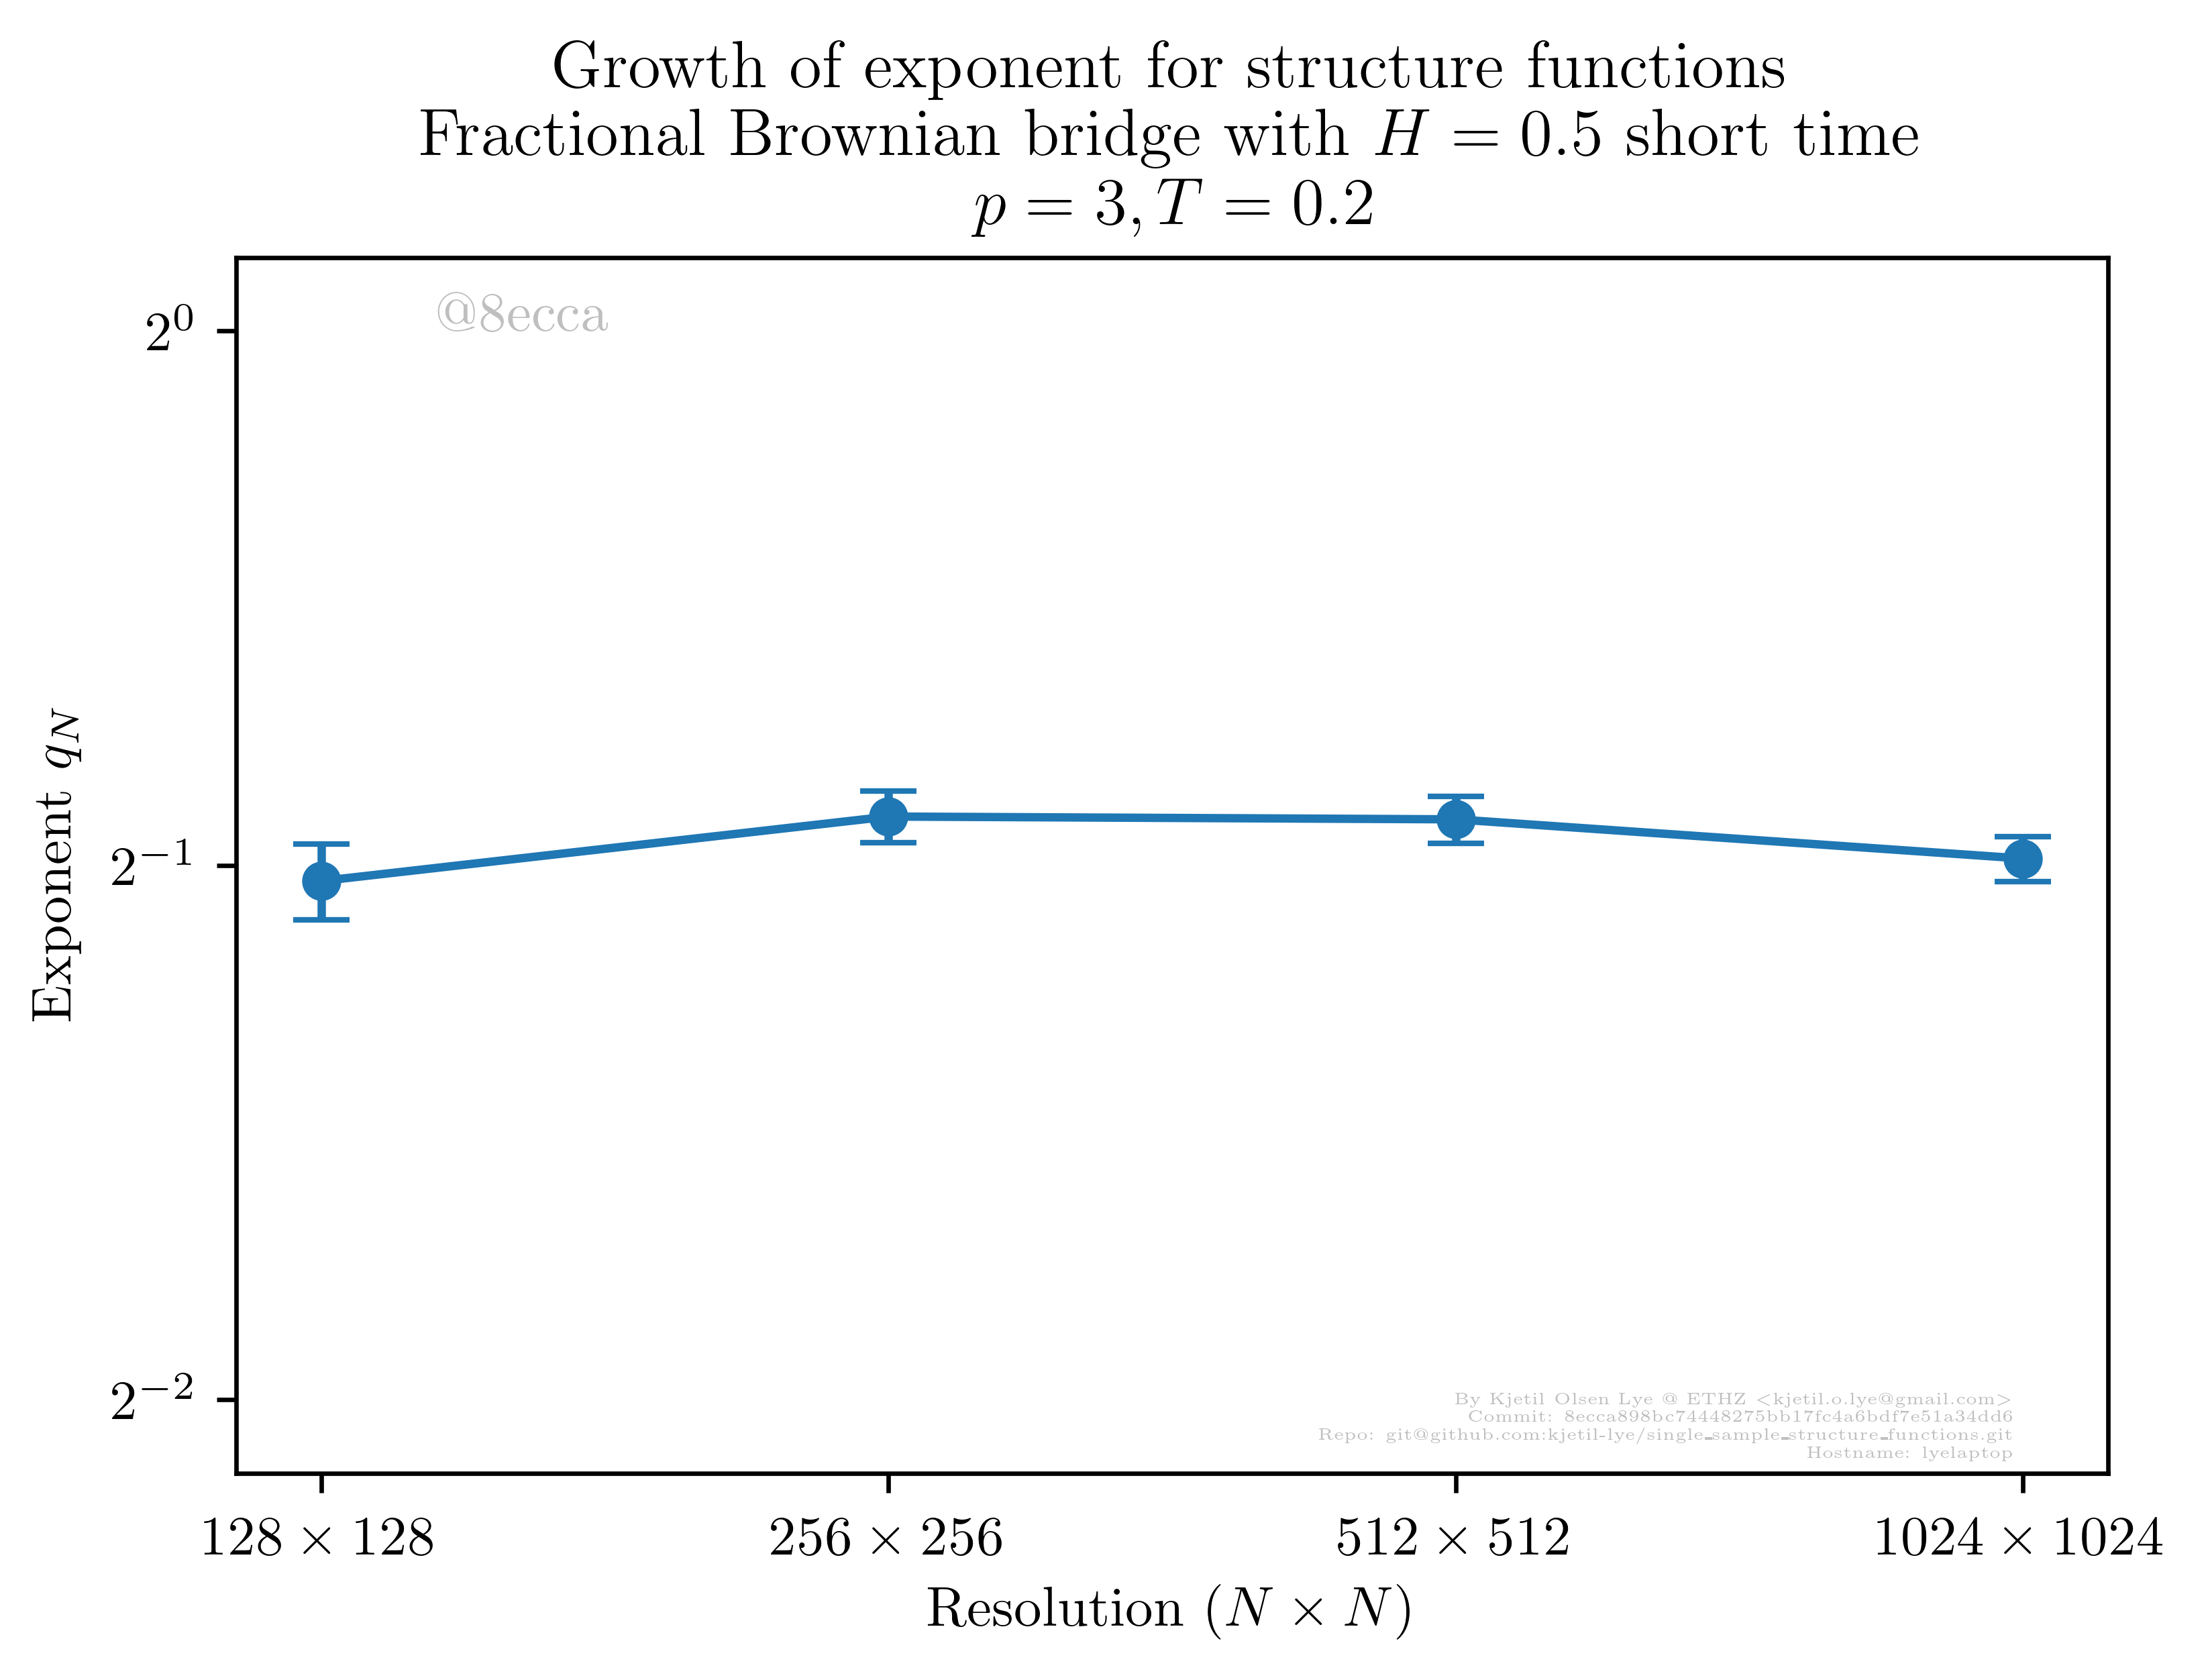 Growth of exponent for structure functions
Fractional Brownian bridge with H = 0.5 short time
p = 3, T = 0.2
@8ecca
2⁰
2⁻¹
2⁻²
Exponent q_N
By Kjetil Olsen Lye @ ETHZ <kjetil.o.lye@gmail.com>
Commit: 8ecca898bc74448275bb17fc4a6bdf7e51a34dd6
Repo: git@github.com:kjetil-lye/single_sample_structure_functions.git
Hostname: lyelaptop
128 × 128
256 × 256
512 × 512
1024 × 1024
Resolution (N × N)